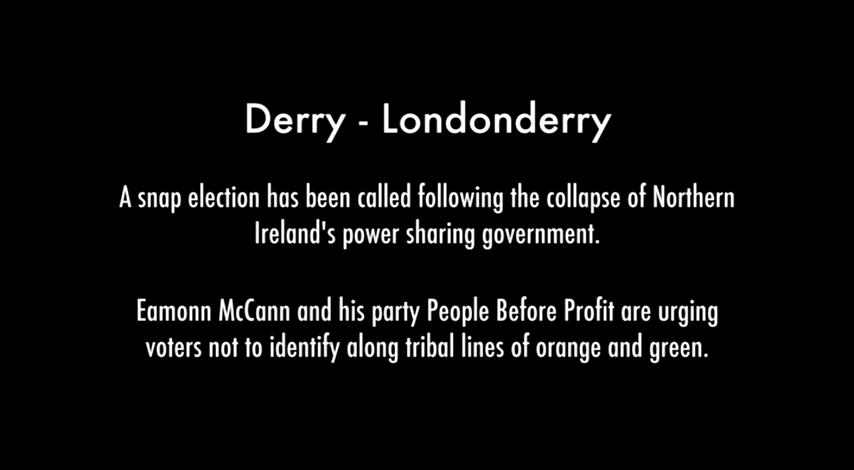 Derry - Londonderry
A snap election has been called following the collapse of Northern
Ireland's power sharing government.
Eamonn McCann and his party People Before Profit are urging
voters not to identify along tribal lines of orange and green.